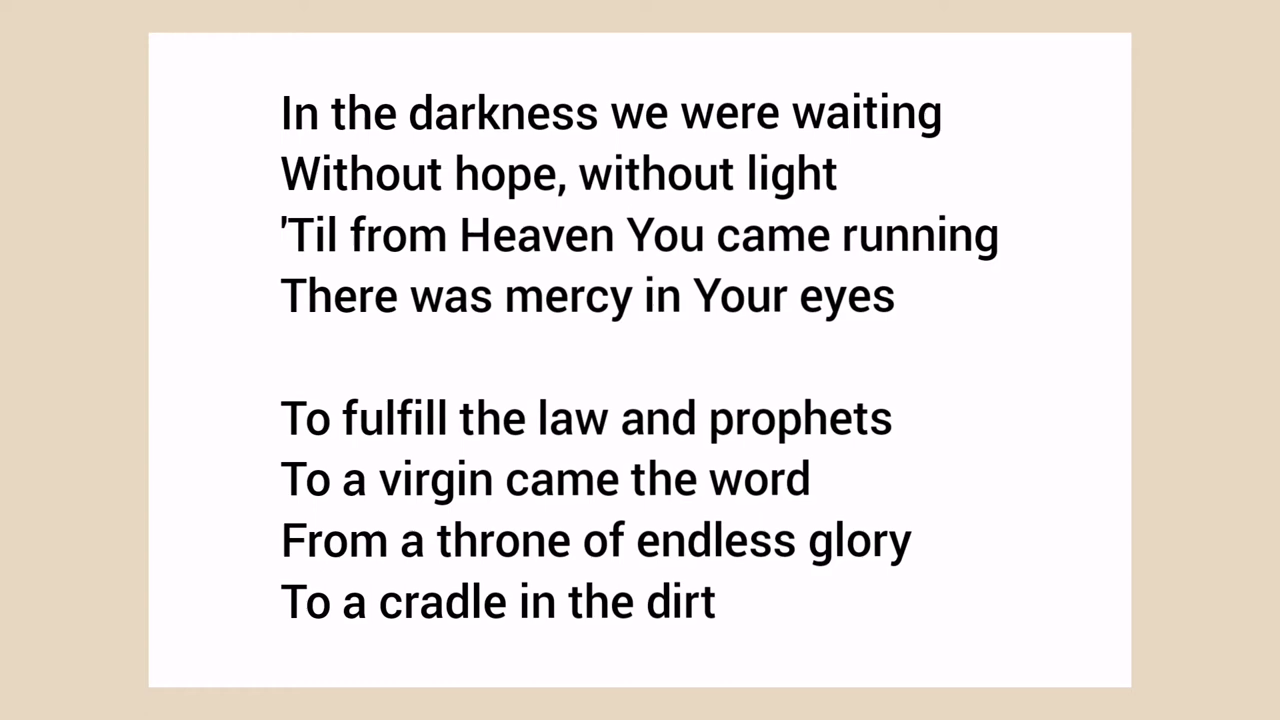 In the darkness we were waiting
Without hope, without light
'Til from Heaven You came running
There was mercy in Your eyes
To fulfill the law and prophets
To a virgin came the word
From a throne of endless glory
To a cradle in the dirt